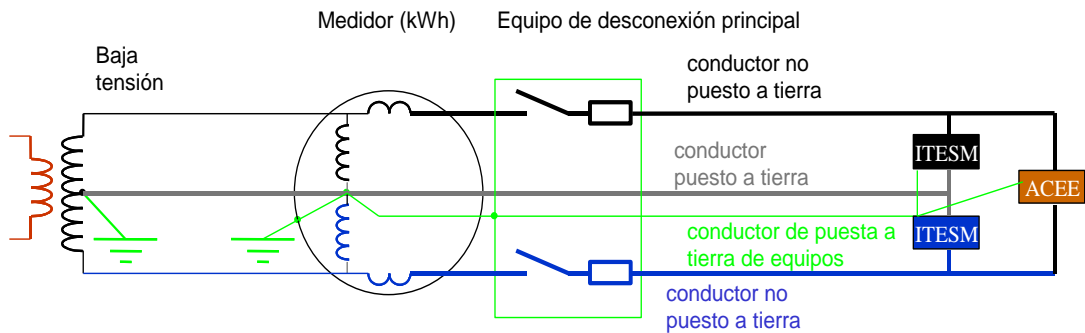 Medidor (kWh)
Equipo de desconexión principal
Baja
tensión
conductor no
puesto a tierra
conductor
puesto a tierra
ITESM
ACEE
ITESM
conductor de puesta a
tierra de equipos
conductor no
puesto a tierra